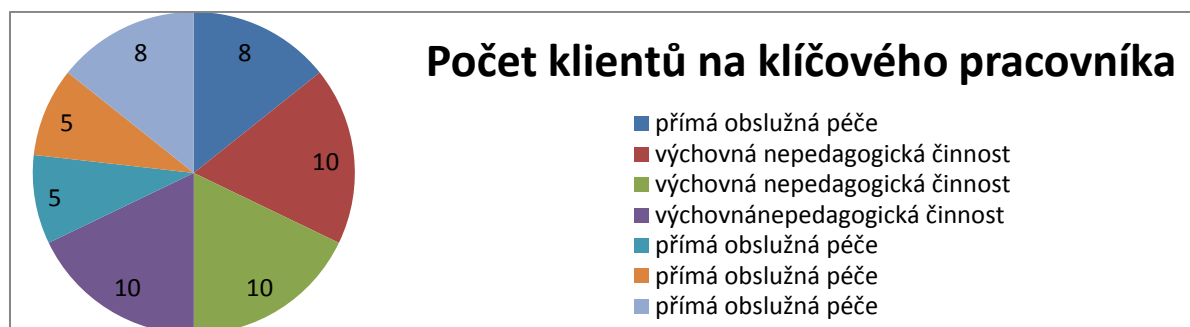 Počet klientů na klíčového pracovníka
8
8
5
10
5
10
10
přímá obslužná péče
výchovná nepedagogická činnost
výchovná nepedagogická činnost
výchovnánepedagogická činnost
přímá obslužná péče
přímá obslužná péče
přímá obslužná péče